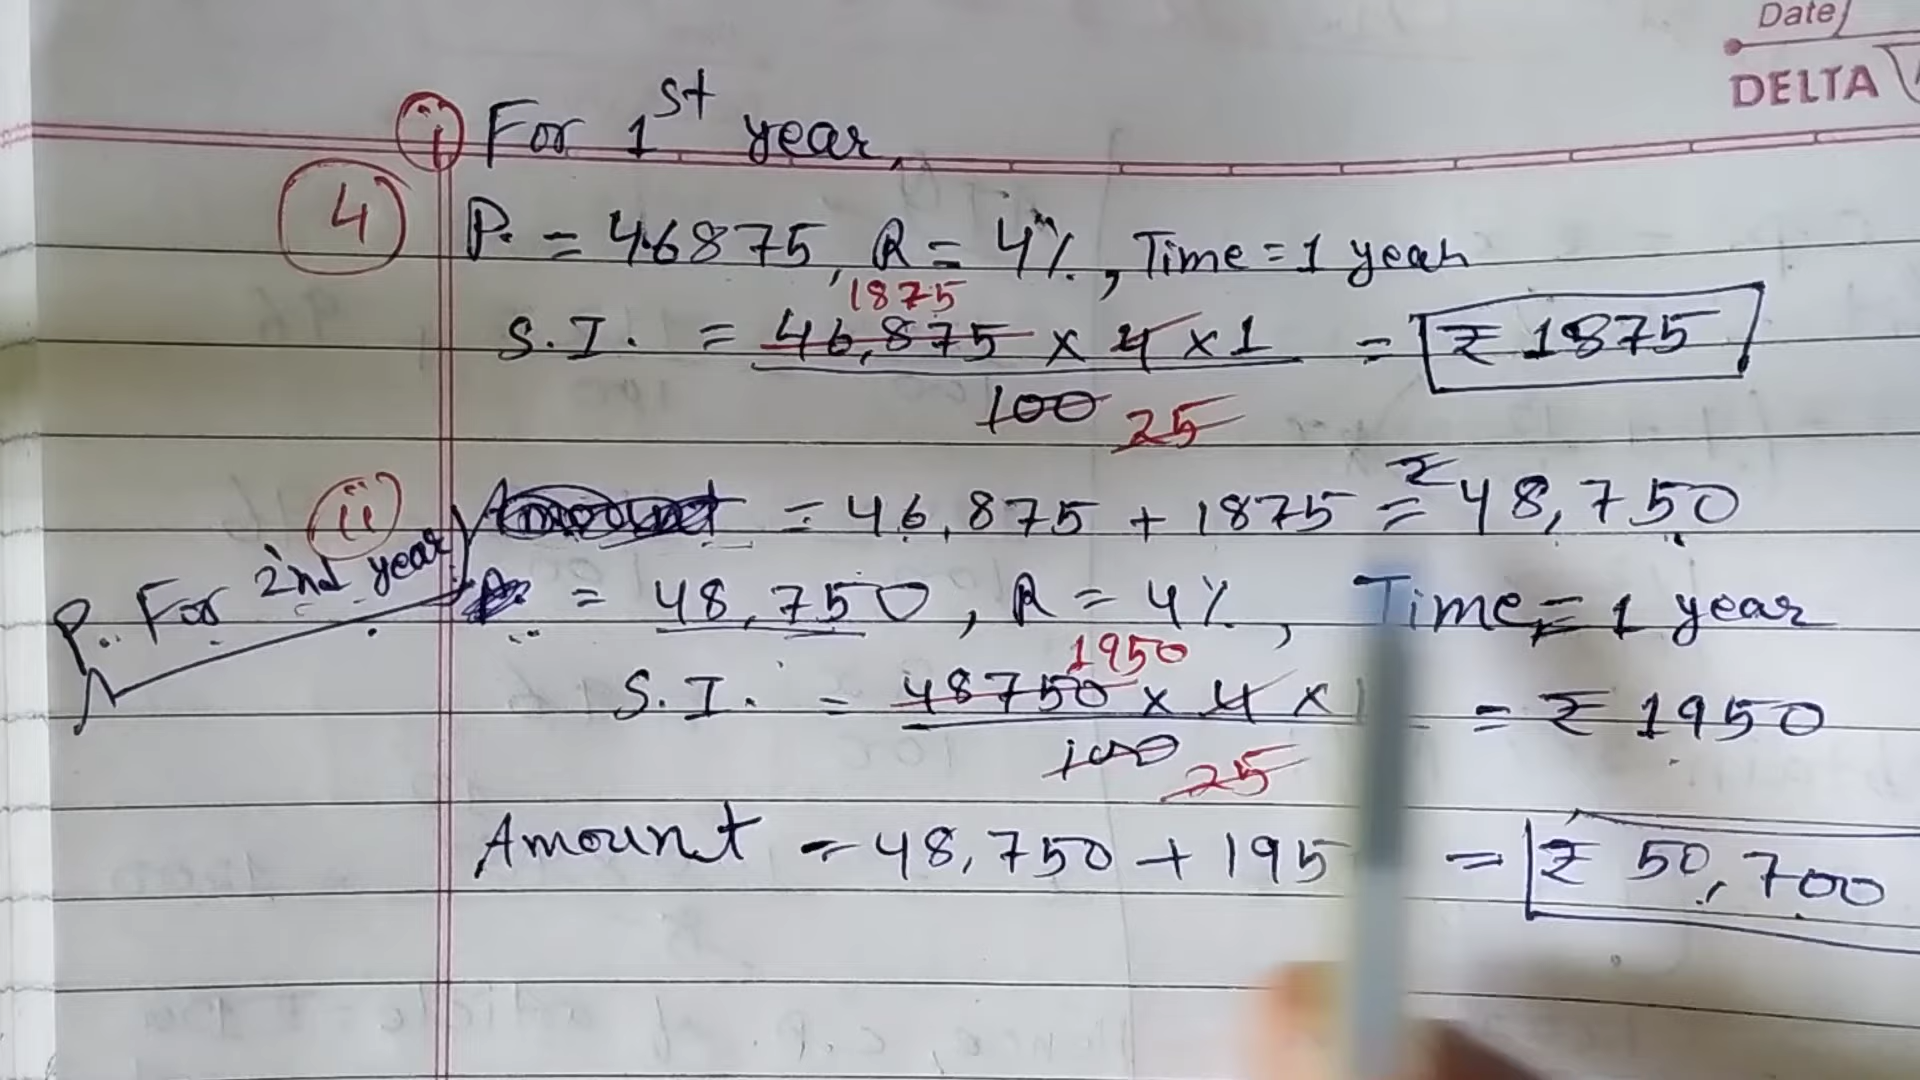 Date
DELTA
i For 1st year,
4 P. = 46875, R = 4%, Time = 1 year
1875
S.I. = 46,875 x 4 x 1 = ₹ 1875
100 25
ii Amount = 46,875 + 1875 = ₹ 48,750
P. For 2nd year = 48,750, R = 4%, Time = 1 year
1950
S.I. = 48750 x 4 x 1 = ₹ 1950
100 25
Amount = 48,750 + 195 = ₹ 50,700